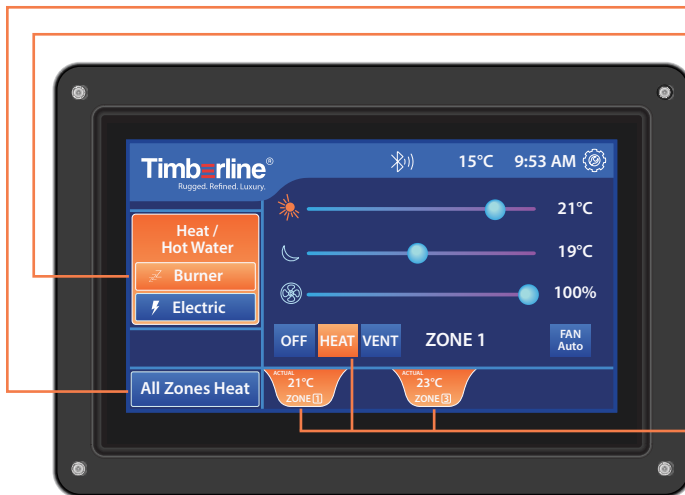 Timberline®
Rugged. Refined. Luxury.
15°C 9:53 AM
Heat /
Hot Water
Burner
Electric
All Zones Heat
21°C
19°C
100%
OFF HEAT VENT ZONE 1 FAN
Auto
ACTUAL
21°C
ZONE 1
ACTUAL
23°C
ZONE 3